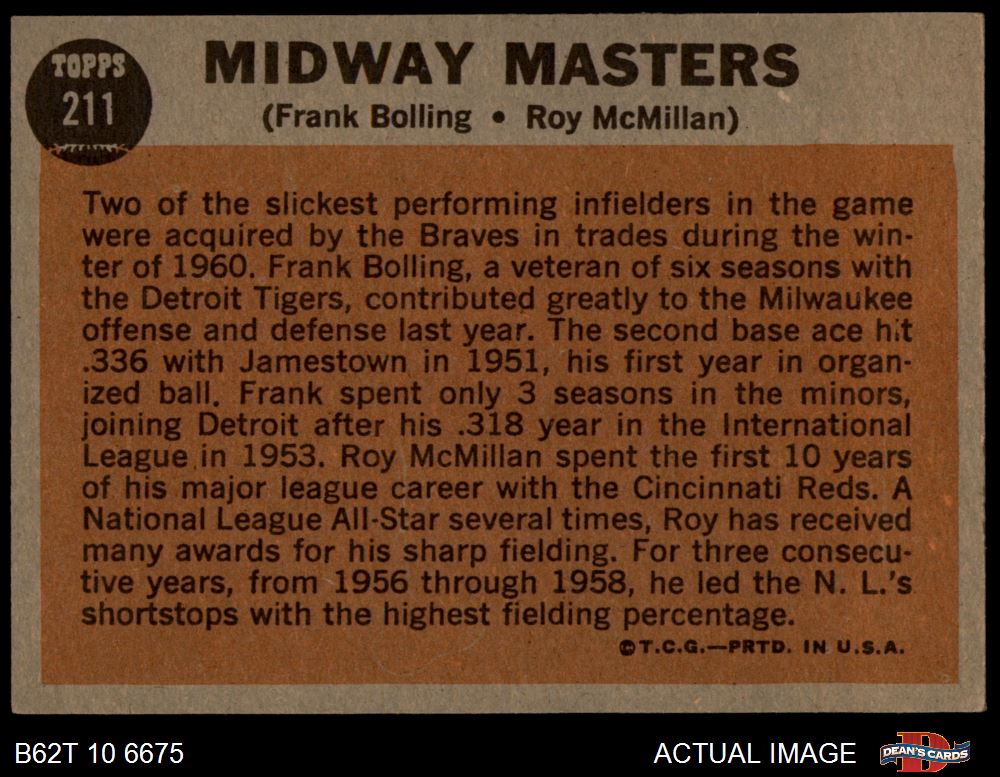 TOPPS
211
MIDWAY MASTERS
(Frank Bolling • Roy McMillan)
Two of the slickest performing infielders in the game
were acquired by the Braves in trades during the win-
ter of 1960. Frank Bolling, a veteran of six seasons with
the Detroit Tigers, contributed greatly to the Milwaukee
offense and defense last year. The second base ace hit
.336 with Jamestown in 1951, his first year in organ-
ized ball. Frank spent only 3 seasons in the minors,
joining Detroit after his .318 year in the International
League in 1953. Roy McMillan spent the first 10 years
of his major league career with the Cincinnati Reds. A
National League All-Star several times, Roy has received
many awards for his sharp fielding. For three consecu-
tive years, from 1956 through 1958, he led the N. L.'s
shortstops with the highest fielding percentage.
©T.C.G.—PRTD. IN U.S.A.
B62T 10 6675
ACTUAL IMAGE
DEAN'S CARDS